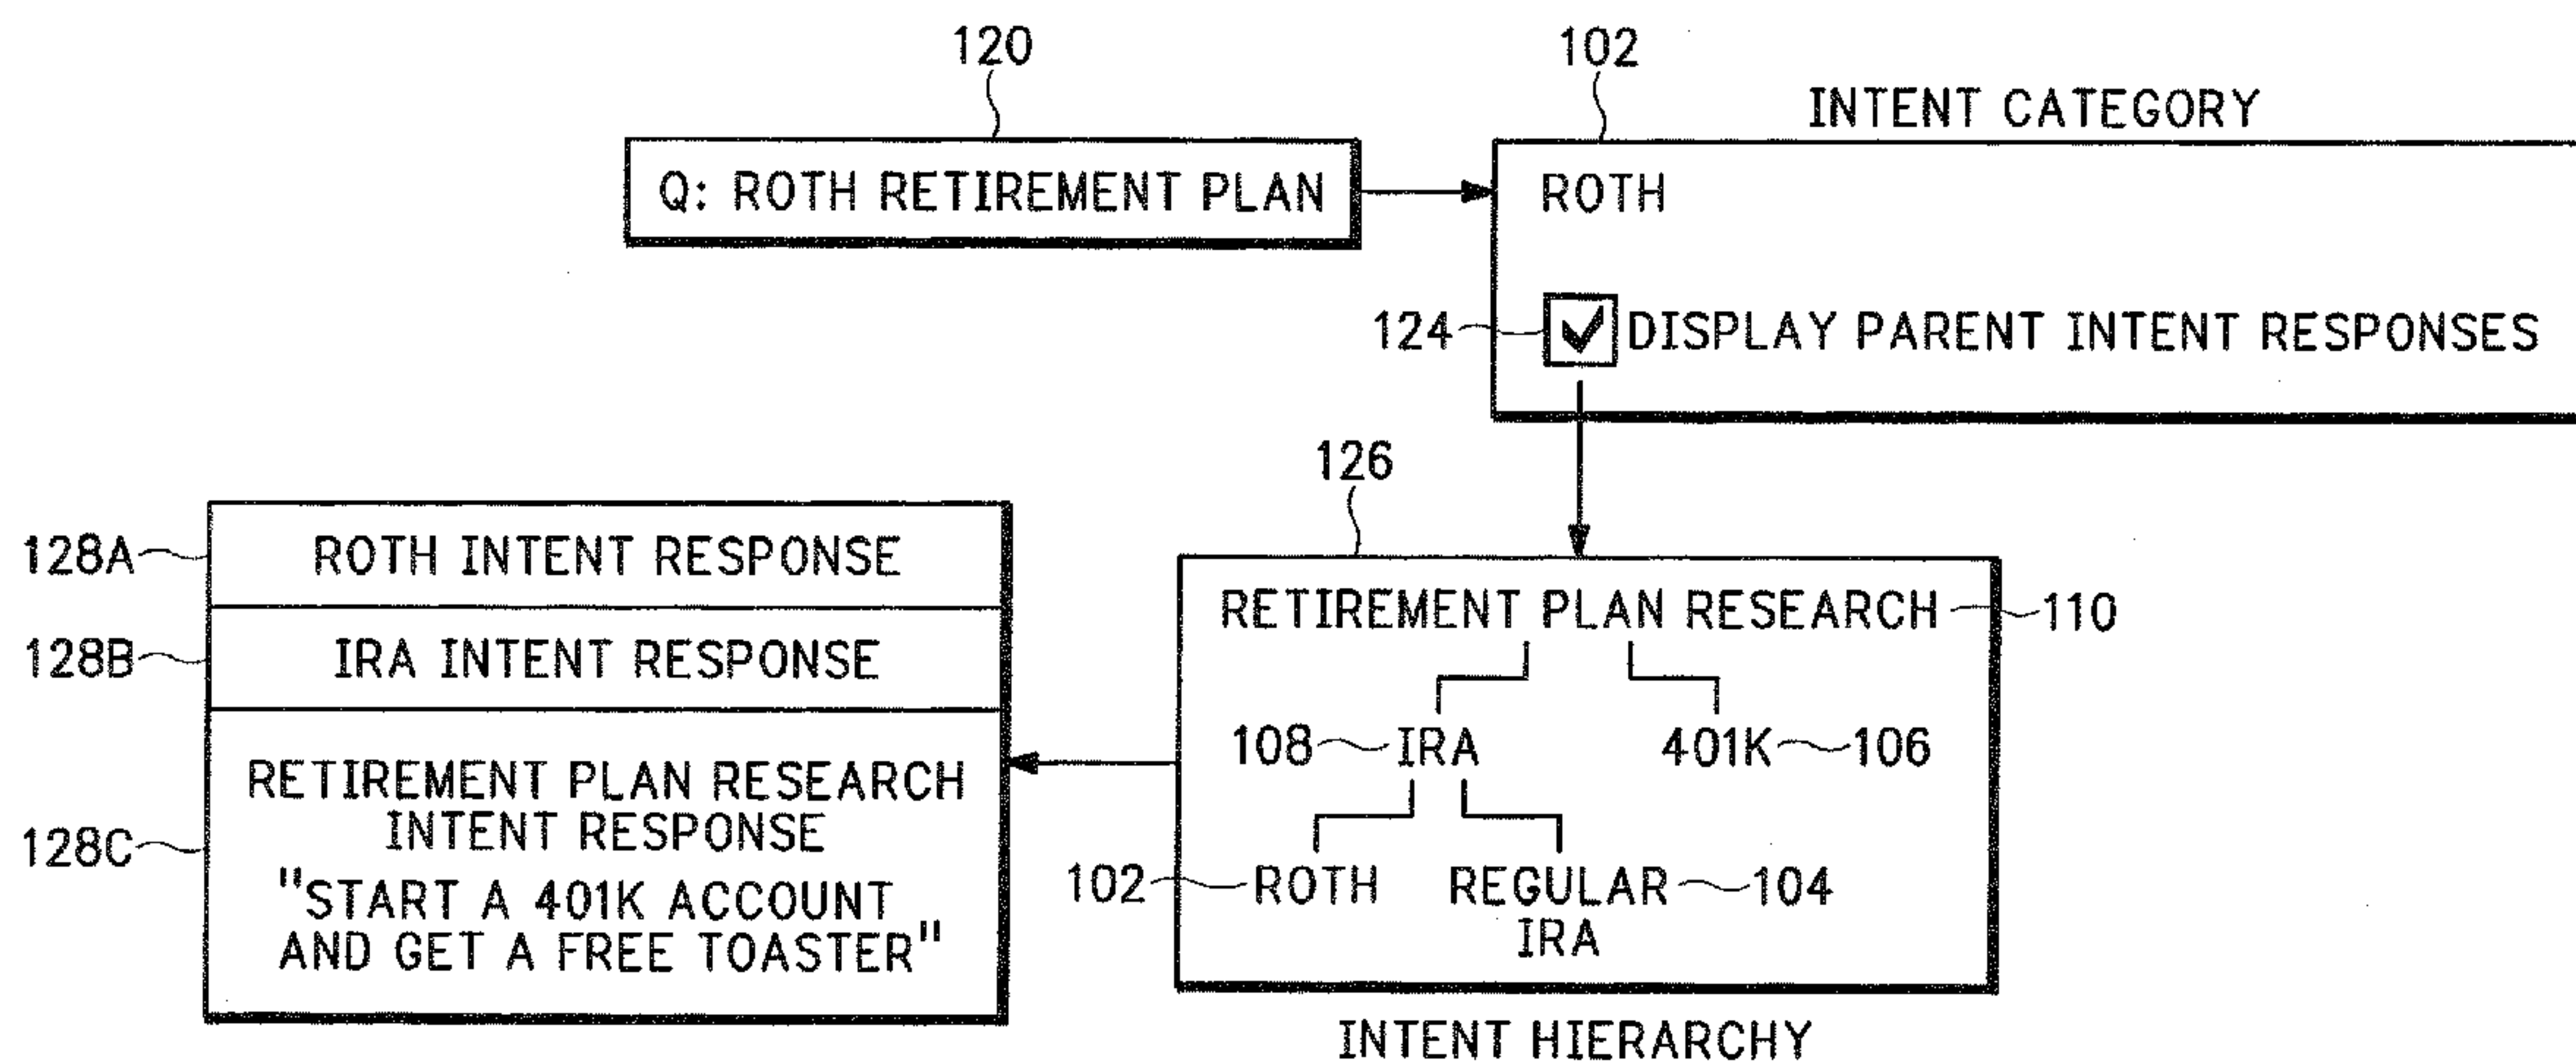 120
102
INTENT CATEGORY
Q: ROTH RETIREMENT PLAN
ROTH
124
DISPLAY PARENT INTENT RESPONSES
126
128A
ROTH INTENT RESPONSE
128B
IRA INTENT RESPONSE
128C
RETIREMENT PLAN RESEARCH
INTENT RESPONSE
"START A 401K ACCOUNT
AND GET A FREE TOASTER"
RETIREMENT PLAN RESEARCH
110
108
IRA
401K
106
102
ROTH
REGULAR
IRA
104
INTENT HIERARCHY